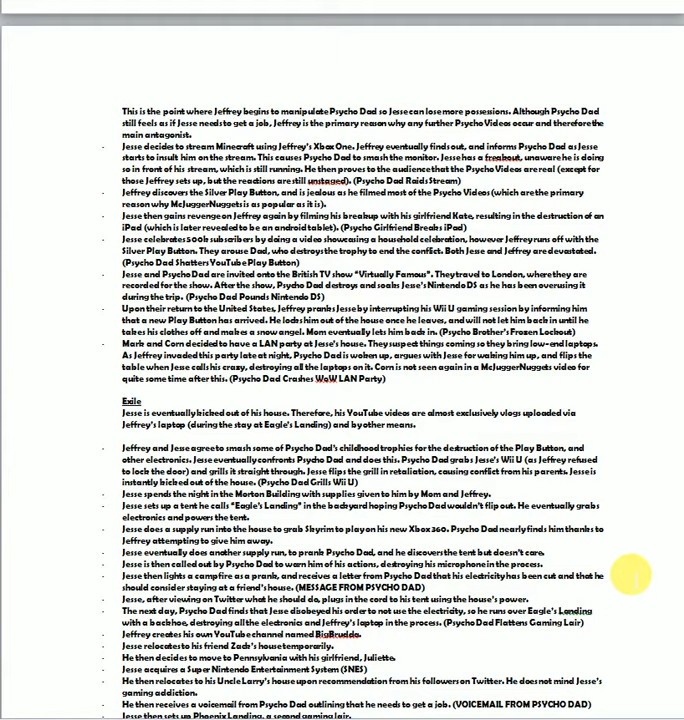 This is the point where Jeffrey begins to manipulate Psycho Dad so Jesse can lose more possessions. Although Psycho Dad
still feels as if Jesse needs to get a job, Jeffrey is the primary reason why any further Psycho Videos occur and therefore the
main antagonist.
- Jesse decides to stream Minecraft using Jeffrey's Xbox One. Jeffrey eventually finds out, and informs Psycho Dad as Jesse
starts to insult him on the stream. This causes Psycho Dad to smash the monitor. Jesse has a freakout, unaware he is doing
so in front of his stream, which is still running. He then proves to the audience that the Psycho Videos are real (except for
those Jeffrey sets up, but the reactions are still unstaged). (Psycho Dad Raids Stream)
- Jeffrey discovers the Silver Play Button, and is jealous as he filmed most of the Psycho Videos (which are the primary
reason why McJuggerNuggets is as popular as it is).
- Jesse then gains revenge on Jeffrey again by filming his breakup with his girlfriend Kate, resulting in the destruction of an
iPad (which is later revealed to be an android tablet). (Psycho Girlfriend Breaks iPad)
- Jesse celebrates 500k subscribers by doing a video showcasing a household celebration, however Jeffrey runs off with the
Silver Play Button. They arouse Dad, who destroys the trophy to end the conflict. Both Jesse and Jeffrey are devastated.
(Psycho Dad Shatters YouTube Play Button)
- Jesse and Psycho Dad are invited onto the British TV show "Virtually Famous". They travel to London, where they are
recorded for the show. After the show, Psycho Dad destroys and soaks Jesse's Nintendo DS as he has been overusing it
during the trip. (Psycho Dad Pounds Nintendo DS)
- Upon their return to the United States, Jeffrey pranks Jesse by interrupting his Wii U gaming session by informing him
that a new Play Button has arrived. He locks him out of the house once he leaves, and will not let him back in until he
takes his clothes off and makes a snow angel. Mom eventually lets him back in. (Psycho Brother's Frozen Lockout)
- Mark and Corn decided to have a LAN party at Jesse's house. They suspect things coming so they bring low-end laptops.
As Jeffrey invaded this party late at night, Psycho Dad is woken up, argues with Jesse for waking him up, and flips the
table when Jesse calls his crazy, destroying all the laptops on it. Corn is not seen again in a McJuggerNuggets video for
quite some time after this. (Psycho Dad Crashes WoW LAN Party)
Exile
Jesse is eventually kicked out of his house. Therefore, his YouTube videos are almost exclusively vlogs uploaded via
Jeffrey's laptop (during the stay at Eagle's Landing) and by other means.
- Jeffrey and Jesse agree to smash some of Psycho Dad's childhood trophies for the destruction of the Play Button, and
other electronics. Jesse eventually confronts Psycho Dad and does this. Psycho Dad grabs Jesse's Wii U (as Jeffrey refused
to lock the door) and grills it straight through. Jesse flips the grill in retaliation, causing conflict from his parents. Jesse is
instantly kicked out of the house. (Psycho Dad Grills Wii U)
- Jesse spends the night in the Morton Building with supplies given to him by Mom and Jeffrey.
- Jesse sets up a tent he calls "Eagle's Landing" in the backyard hoping Psycho Dad wouldn't flip out. He eventually grabs
electronics and powers the tent.
- Jesse does a supply run into the house to grab Skyrim to play on his new Xbox 360. Psycho Dad nearly finds him thanks to
Jeffrey attempting to give him away.
- Jesse eventually does another supply run, to prank Psycho Dad, and he discovers the tent but doesn't care.
- Jesse is then called out by Psycho Dad to warn him of his actions, destroying his microphone in the process.
- Jesse then lights a campfire as a prank, and receives a letter from Psycho Dad that his electricity has been cut and that he
should consider staying at a friend's house. (MESSAGE FROM PSYCHO DAD)
- Jesse, after viewing on Twitter what he should do, plugs in the cord to his tent using the house's power.
- The next day, Psycho Dad finds that Jesse disobeyed his order to not use the electricity, so he runs over Eagle's Landing
with a backhoe, destroying all the electronics and Jeffrey's laptop in the process. (Psycho Dad Flattens Gaming Lair)
- Jeffrey creates his own YouTube channel named BigBrudda.
- Jesse relocates to his friend Zack's house temporarily.
- He then decides to move to Pennsylvania with his girlfriend, Juliette.
- Jesse acquires a Super Nintendo Entertainment System (SNES)
- He then relocates to his Uncle Larry's house upon recommendation from his followers on Twitter. He does not mind Jesse's
gaming addiction.
- He then receives a voicemail from Psycho Dad outlining that he needs to get a job. (VOICEMAIL FROM PSYCHO DAD)
- Jesse then sets up Phoenix Landing, a second gaming lair.